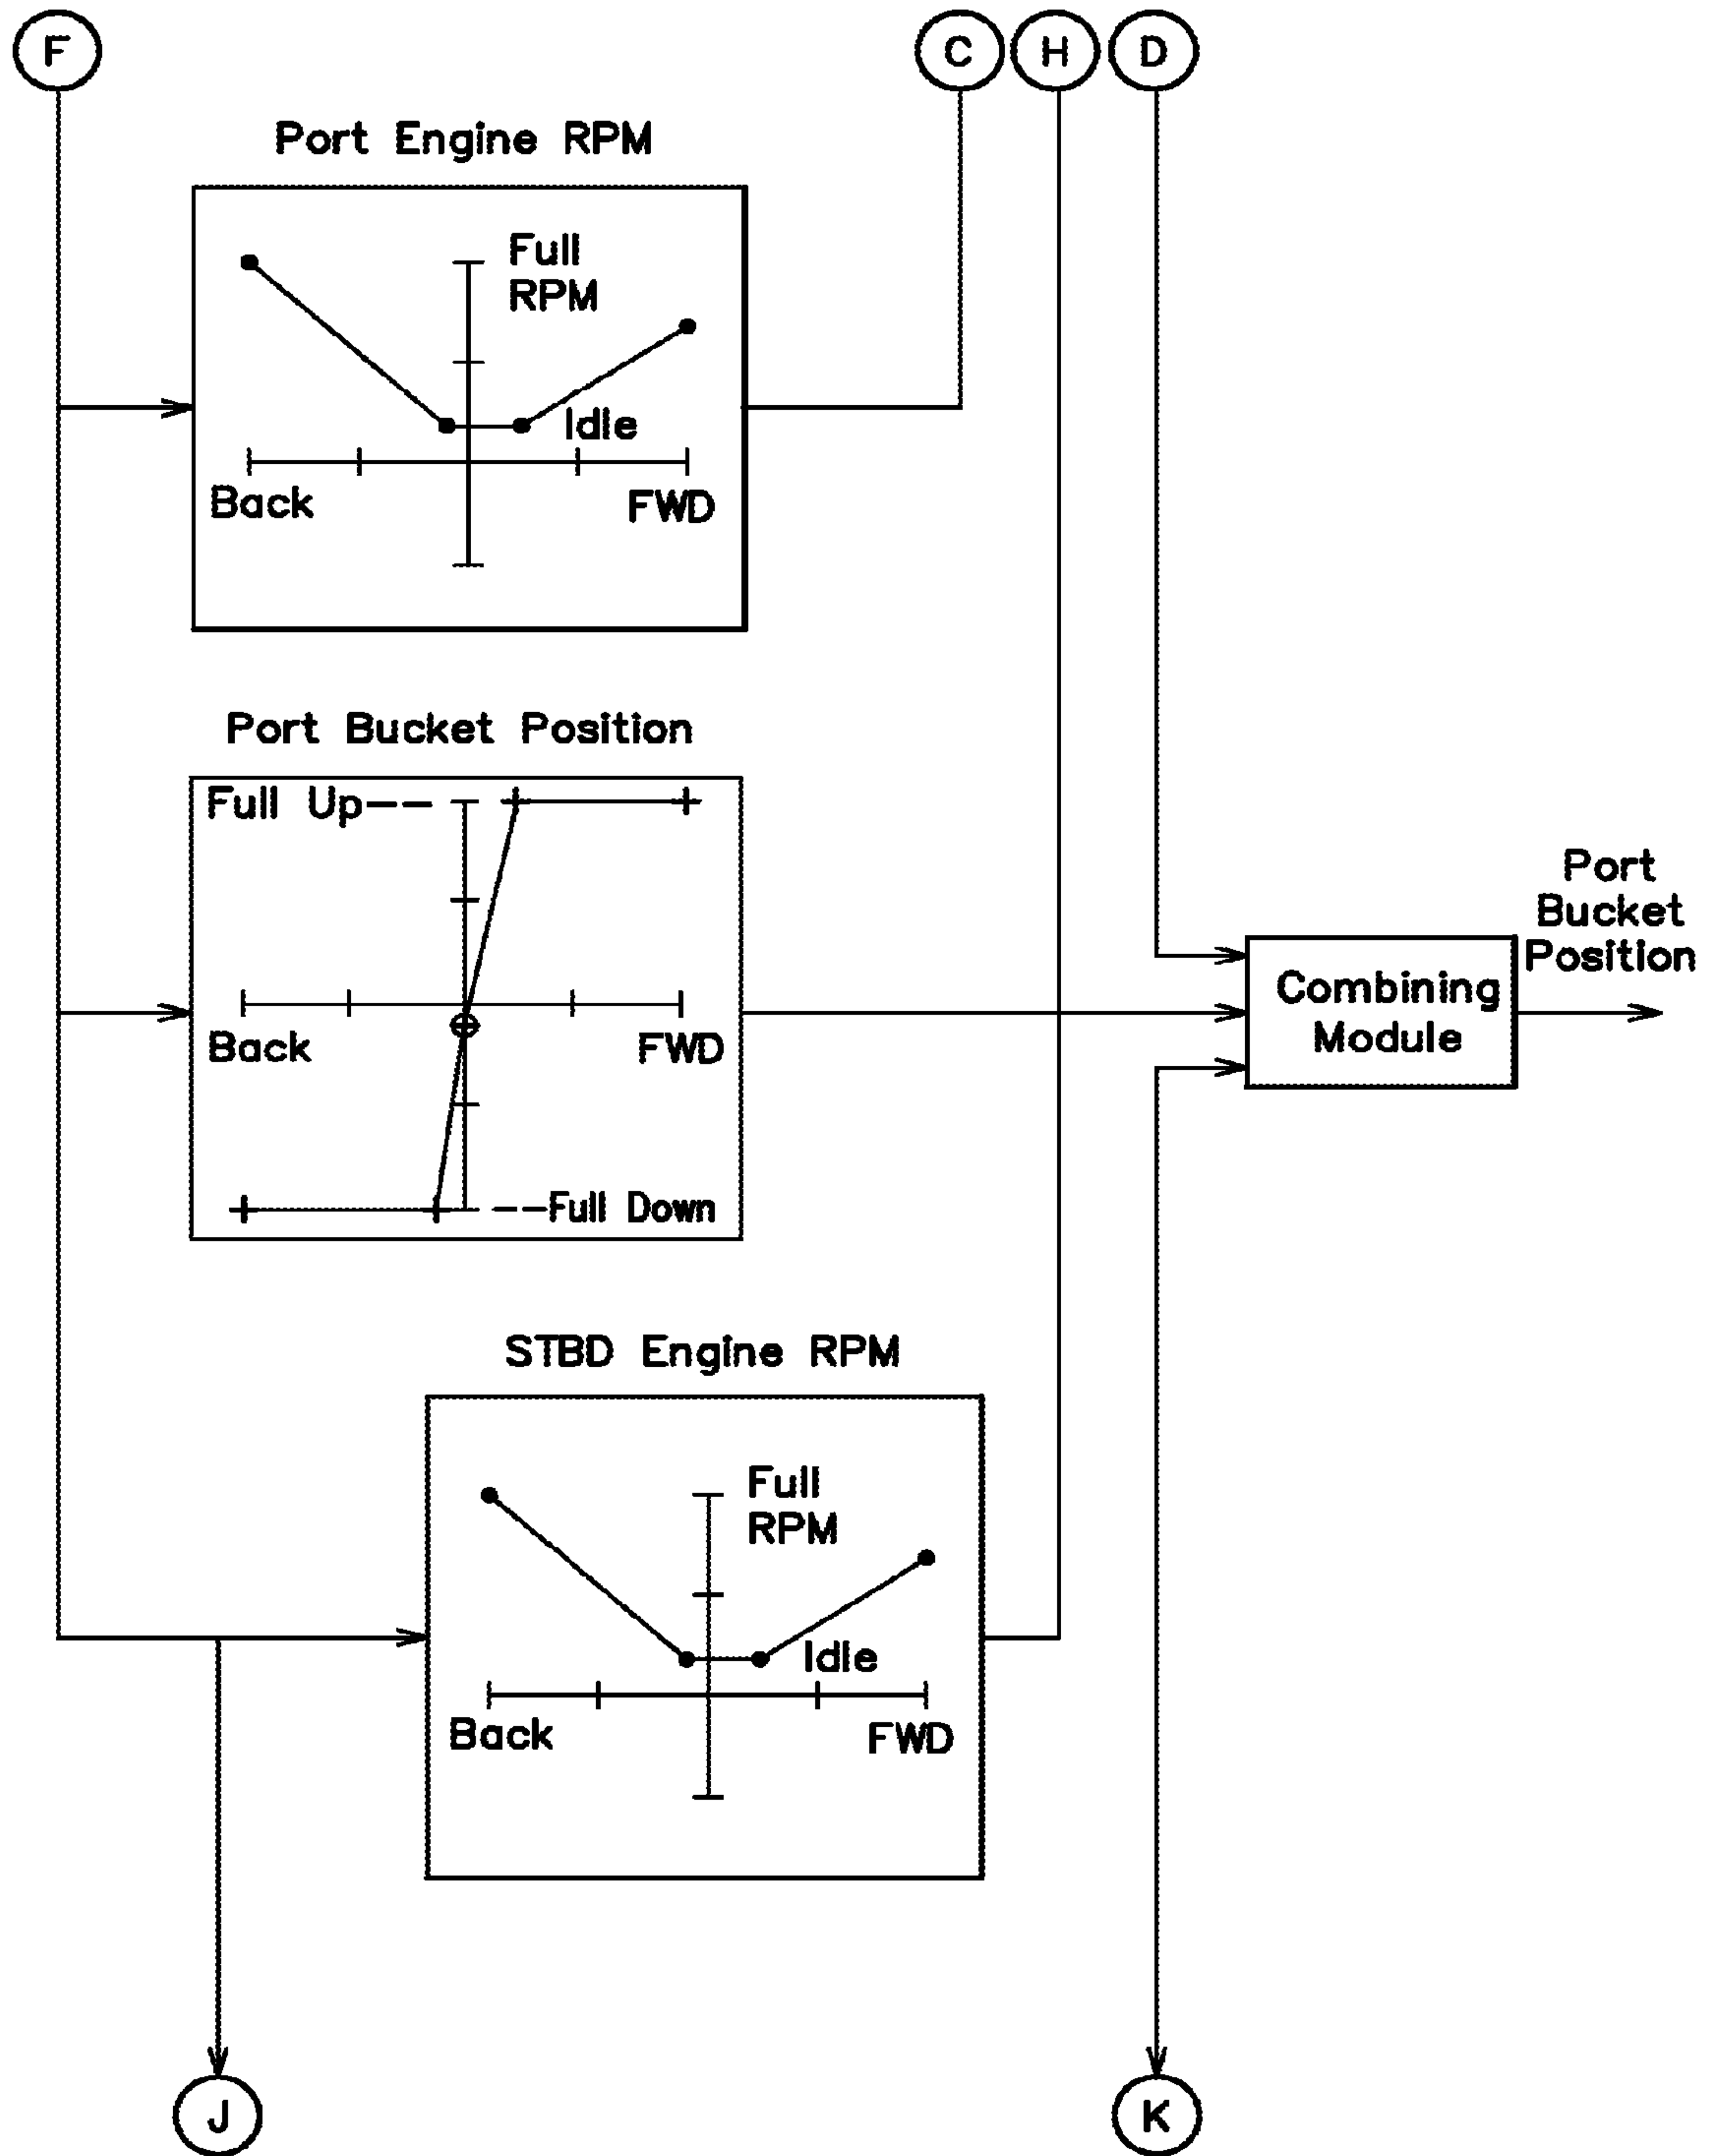 F
C
H
D
Port Engine RPM
Full
RPM
Idle
Back
FWD
Port Bucket Position
Full Up--
Back
FWD
--Full Down
Port
Bucket
Position
Combining
Module
STBD Engine RPM
Full
RPM
Idle
Back
FWD
J
K